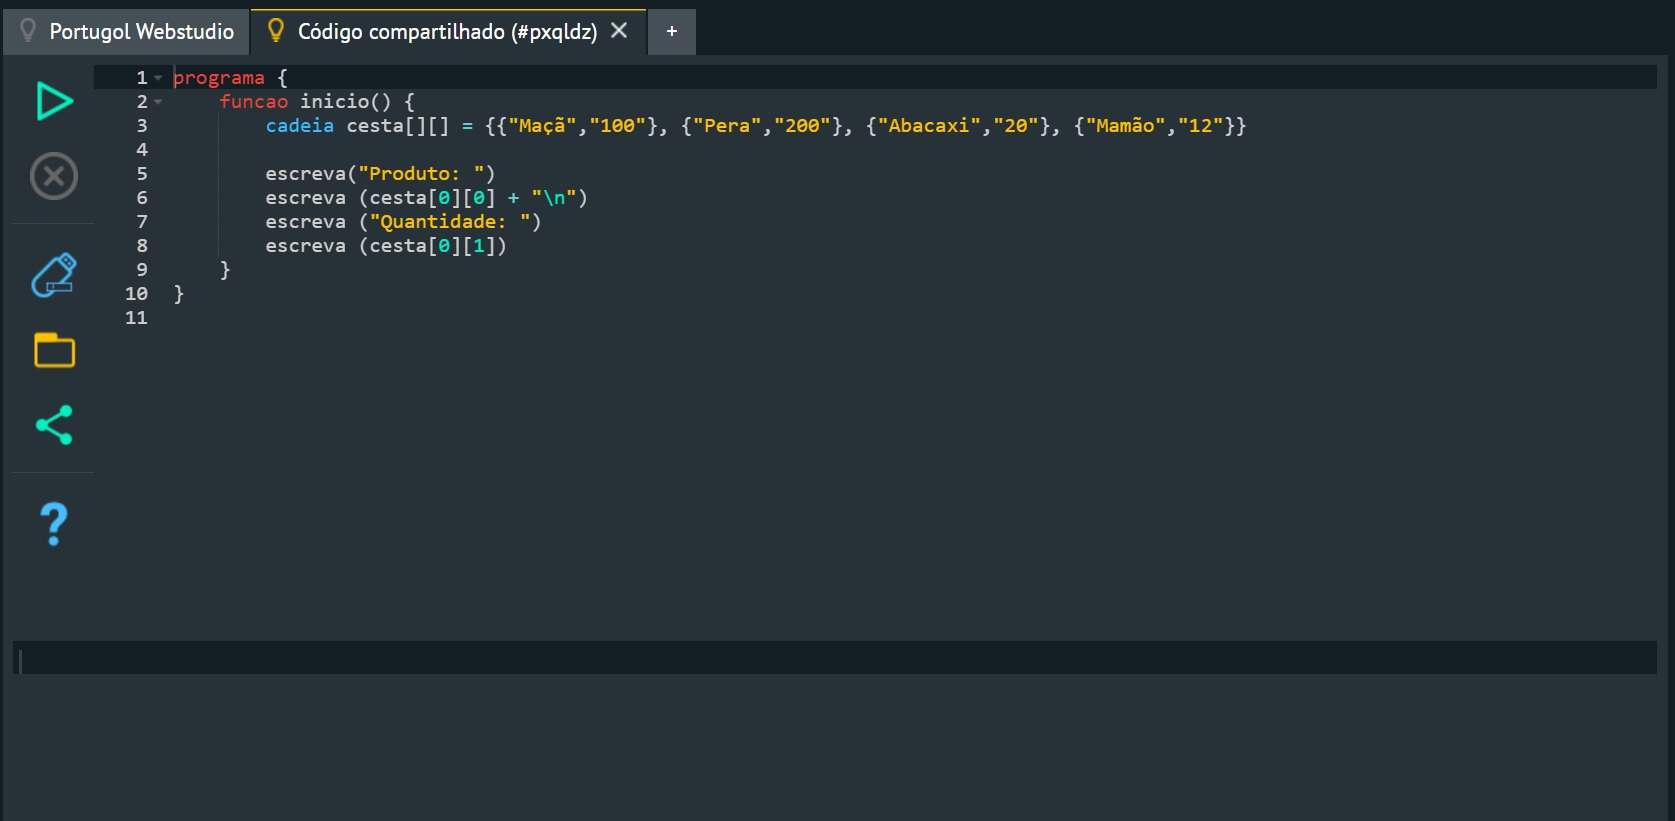 Portugol Webstudio
Código compartilhado (#pxqldz)
+
1 programa {
2     funcao inicio() {
3         cadeia cesta[][] = {{"Maçã","100"}, {"Pera","200"}, {"Abacaxi","20"}, {"Mamão","12"}}
4
5         escreva("Produto: ")
6         escreva (cesta[0][0] + "\n")
7         escreva ("Quantidade: ")
8         escreva (cesta[0][1])
9     }
10 }
11
?